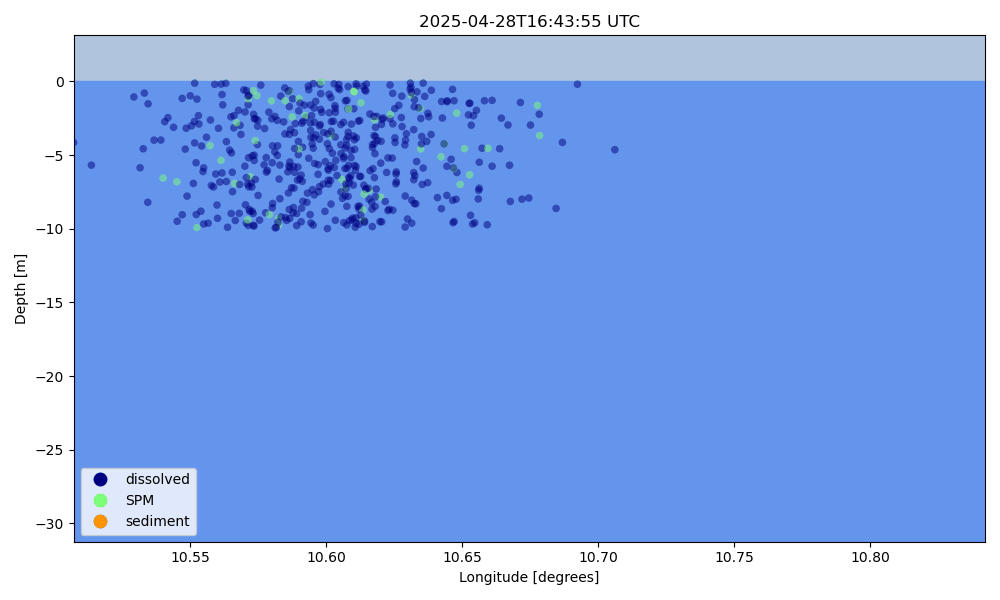 2025-04-28T16:43:55 UTC
Depth [m]
0
−5
−10
−15
−20
−25
−30
dissolved
SPM
sediment
10.55 10.60 10.65 10.70 10.75 10.80
Longitude [degrees]